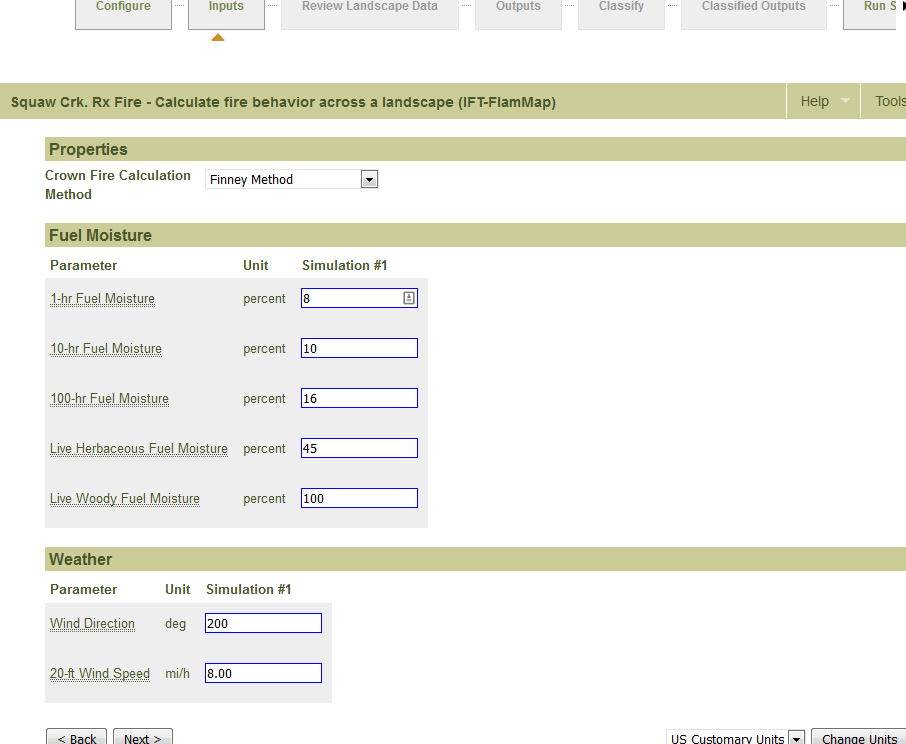 Configure Inputs Review Landscape Data Outputs Classify Classified Outputs Run S
Squaw Crk. Rx Fire - Calculate fire behavior across a landscape (IFT-FlamMap) Help Tools
Properties
Crown Fire Calculation Method Finney Method
Fuel Moisture
Parameter Unit Simulation #1
1-hr Fuel Moisture percent 8
10-hr Fuel Moisture percent 10
100-hr Fuel Moisture percent 16
Live Herbaceous Fuel Moisture percent 45
Live Woody Fuel Moisture percent 100
Weather
Parameter Unit Simulation #1
Wind Direction deg 200
20-ft Wind Speed mi/h 8.00
< Back Next > US Customary Units Change Units